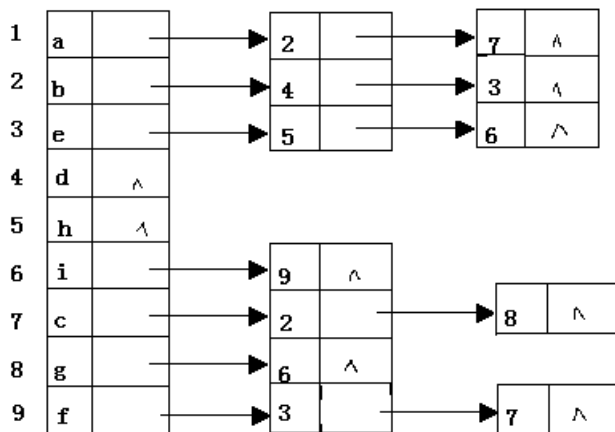 1 a 2 7 ∧
2 b 4 3 ∧
3 e 5 6 ∧
4 d ∧
5 h ∧
6 i 9 ∧
7 c 2 8 ∧
8 g 6 ∧
9 f 3 7 ∧